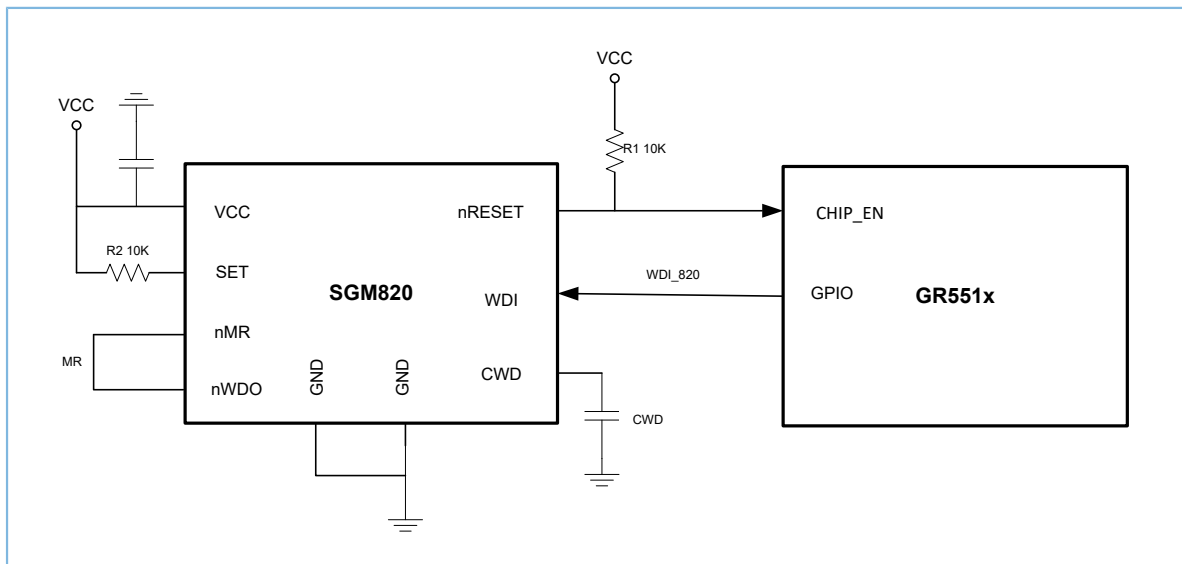 VCC
VCC
R1 10K
VCC
nRESET
CHIP_EN
R2 10K
SET
WDI_820
SGM820
WDI
GPIO
GR551x
nMR
MR
nWDO
GND
GND
CWD
CWD